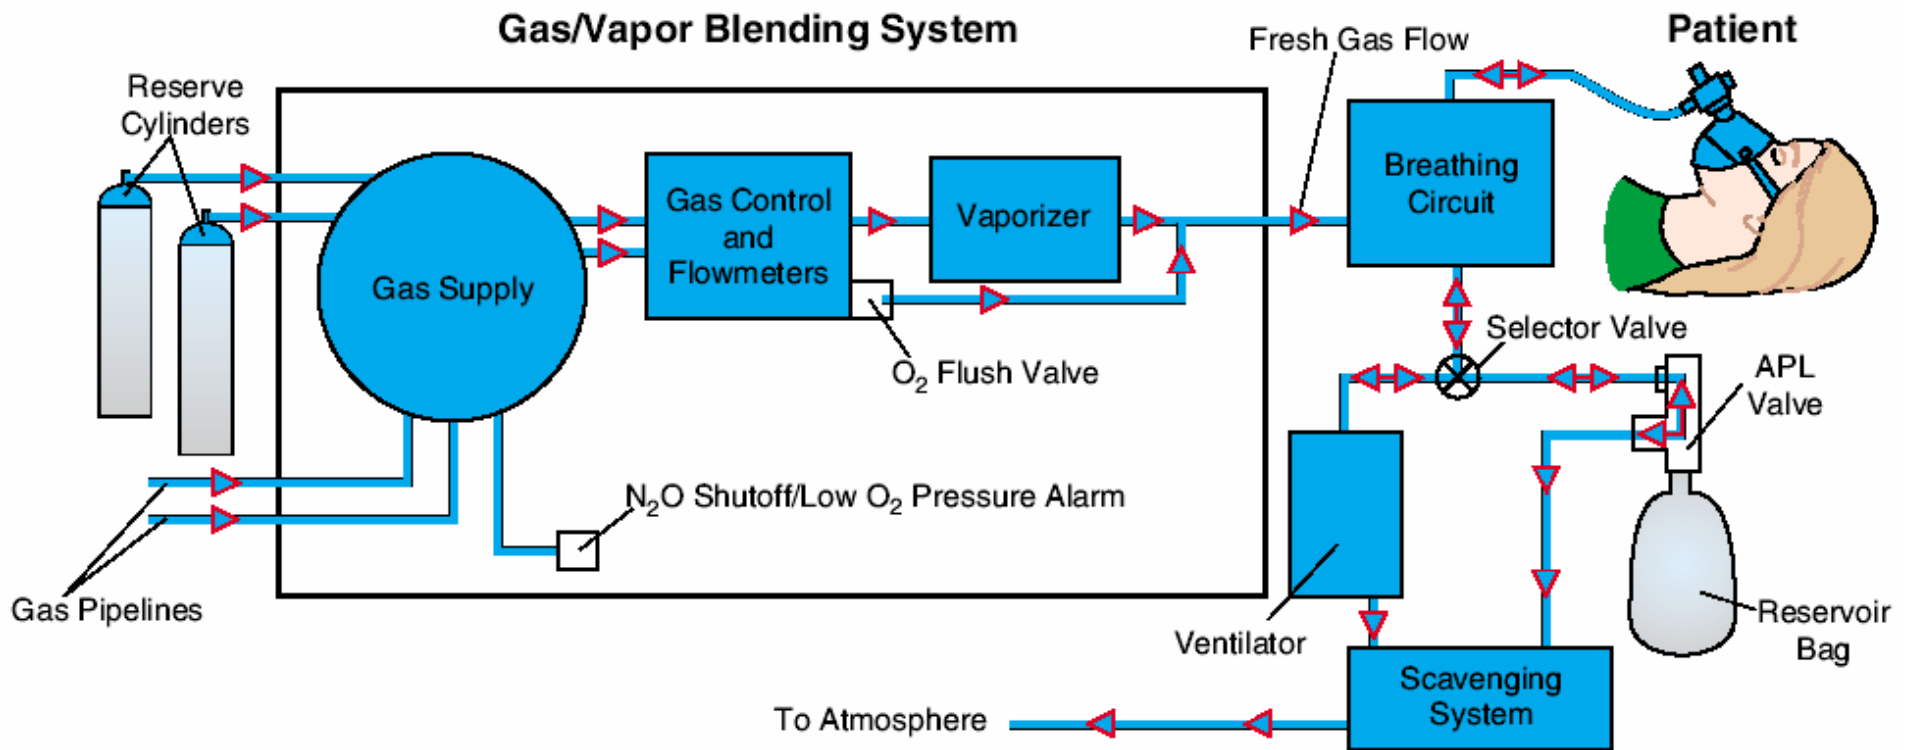 Gas/Vapor Blending System
Fresh Gas Flow
Patient
Reserve
Cylinders
Gas Supply
Gas Control
and
Flowmeters
Vaporizer
Breathing
Circuit
O₂ Flush Valve
Selector Valve
APL
Valve
N₂O Shutoff/Low O₂ Pressure Alarm
Gas Pipelines
Ventilator
Reservoir
Bag
Scavenging
System
To Atmosphere